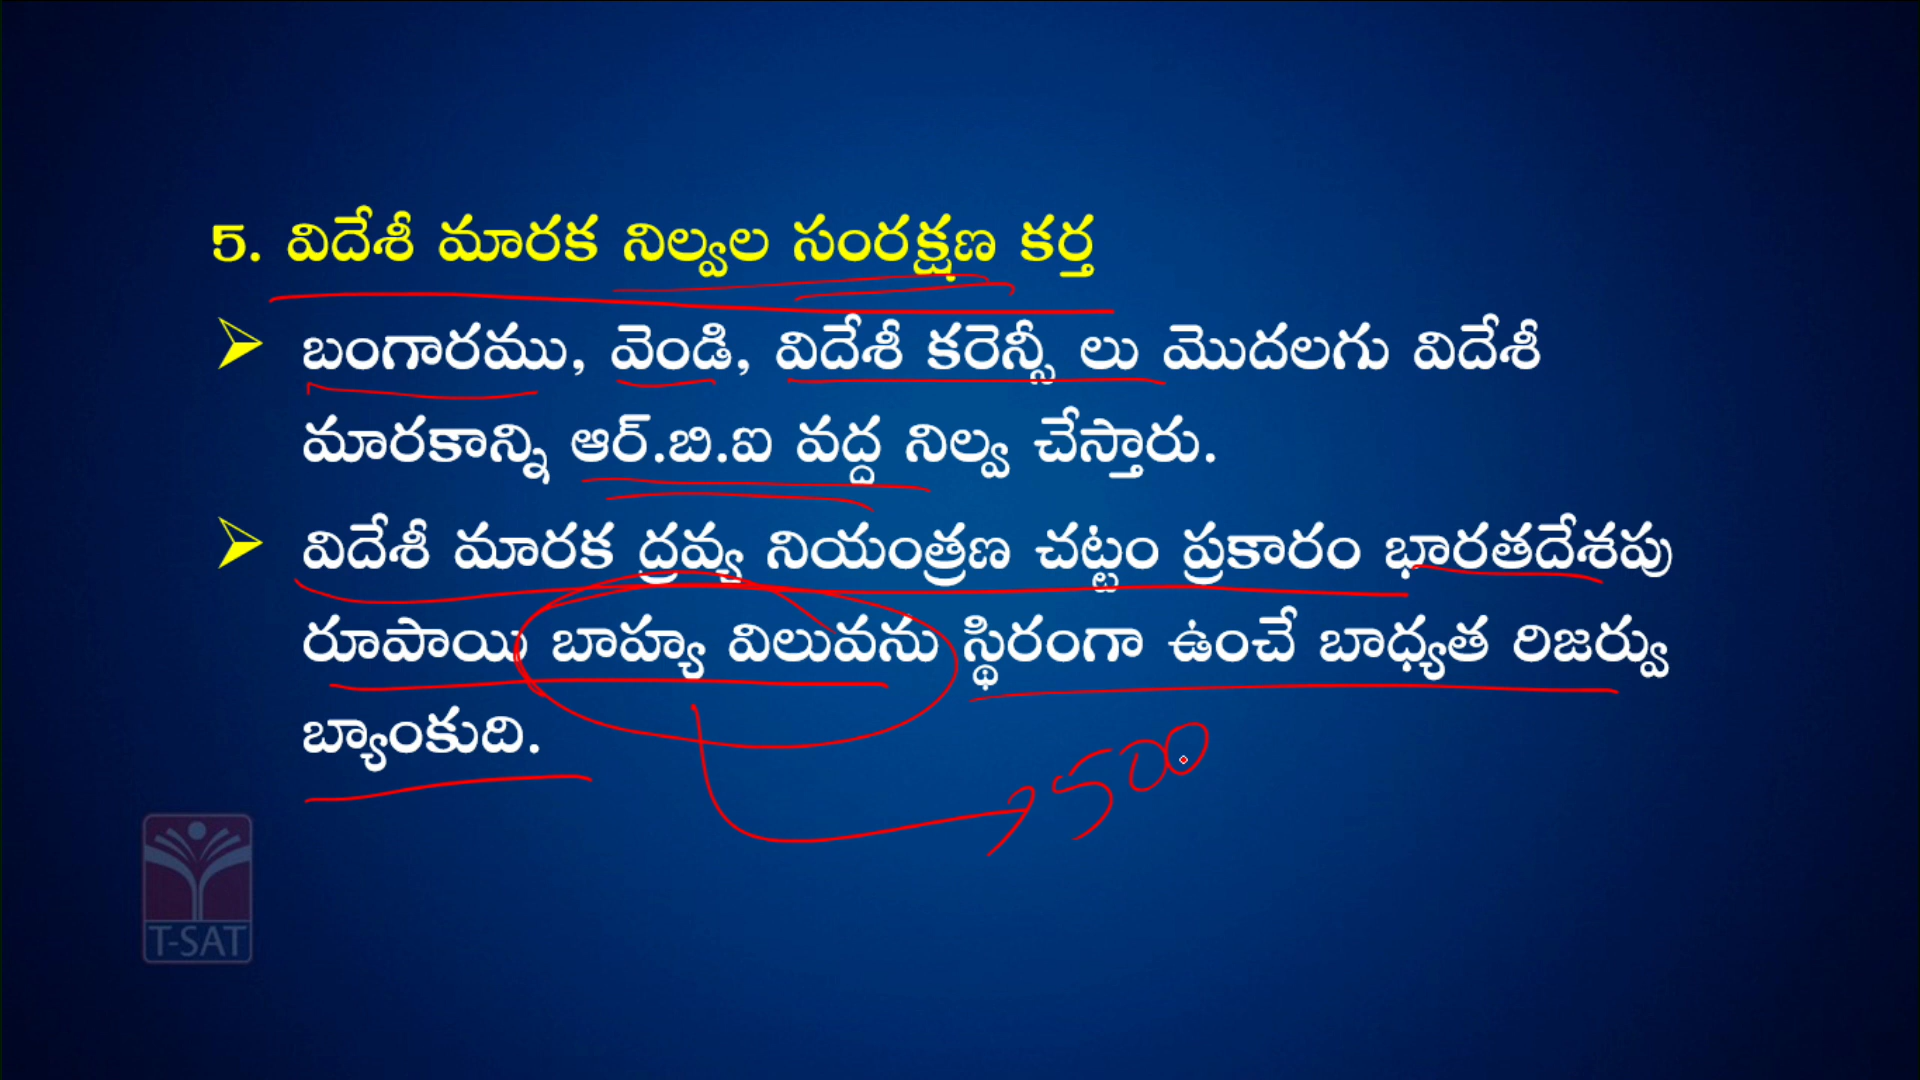 5. విదేశీ మారక నిల్వల సంరక్షణ కర్త
బంగారము, వెండి, విదేశీ కరెన్సీ లు మొదలగు విదేశీ
మారకాన్ని ఆర్.బి.ఐ వద్ద నిల్వ చేస్తారు.
విదేశీ మారక ద్రవ్య నియంత్రణ చట్టం ప్రకారం భారతదేశపు
రూపాయి బాహ్య విలువను స్థిరంగా ఉంచే బాధ్యత రిజర్వు
బ్యాంకుది.
500
T-SAT